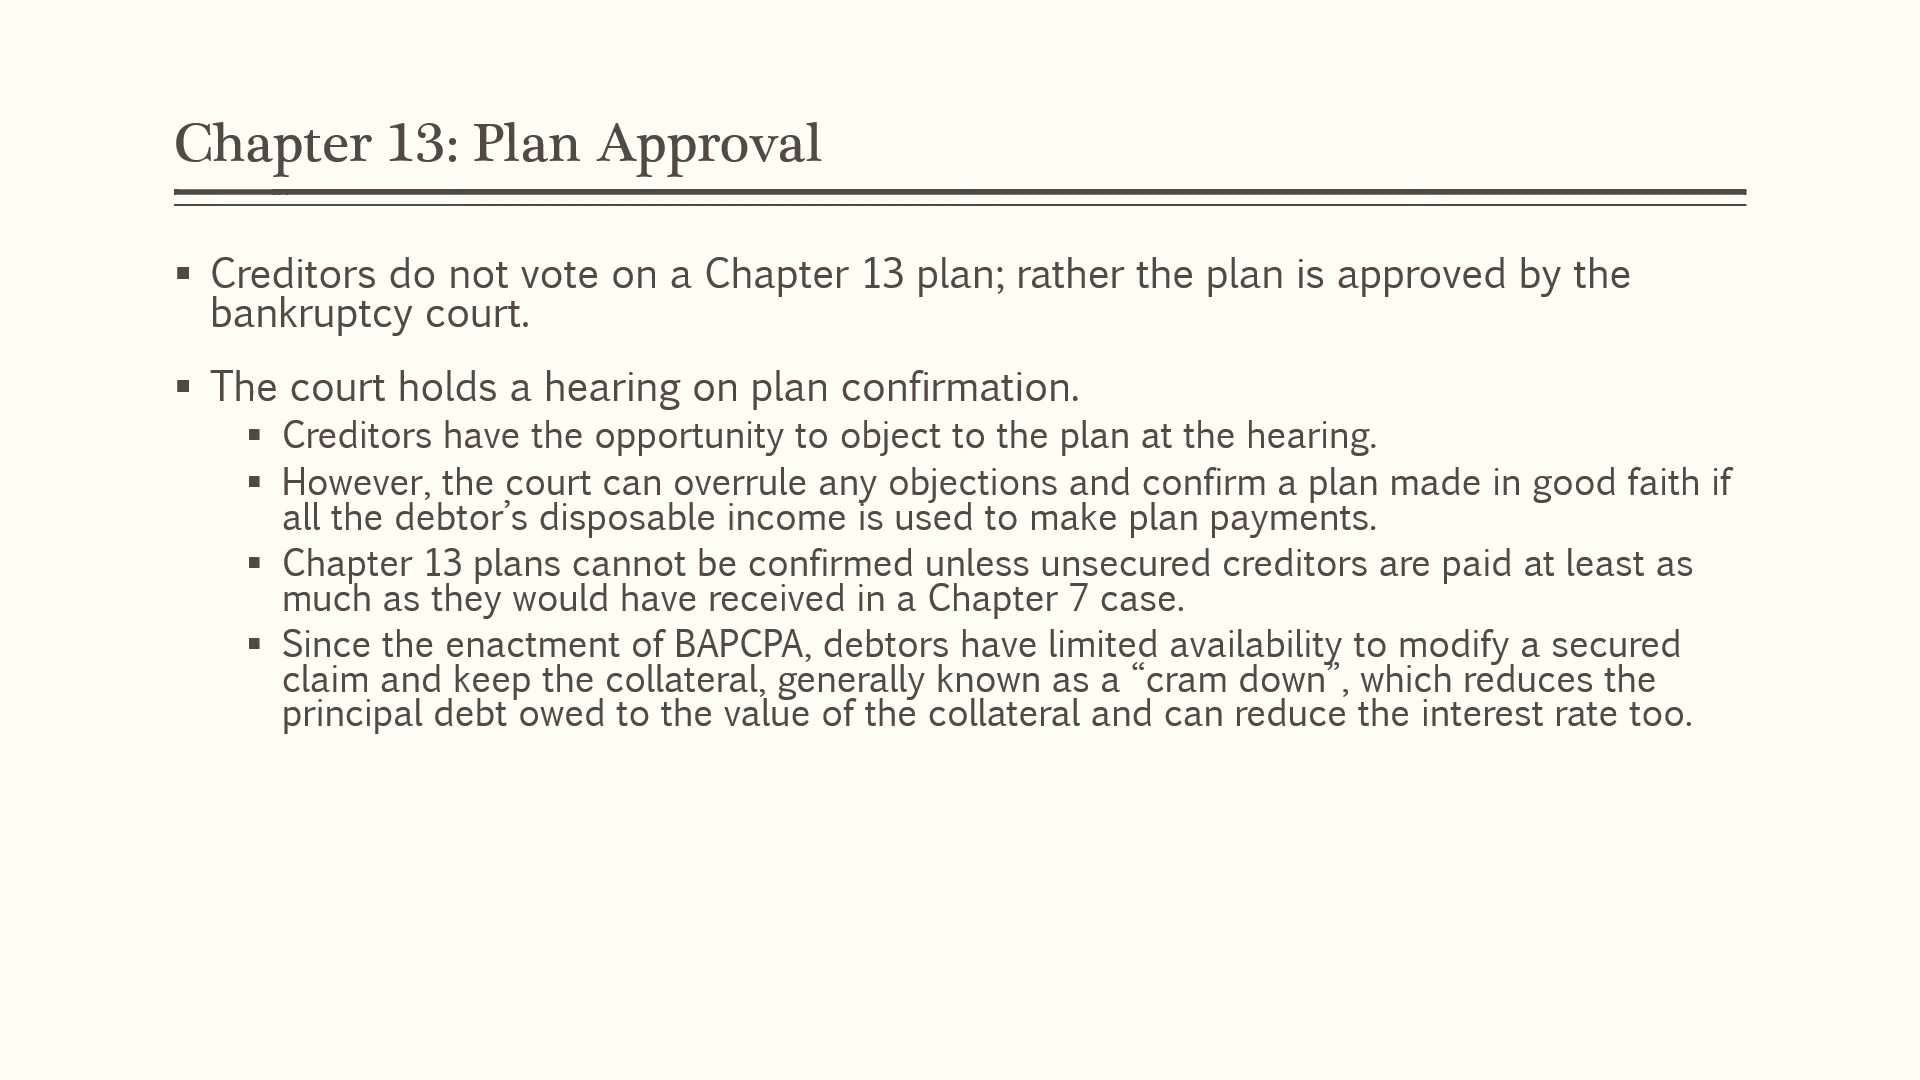 Chapter 13: Plan Approval
▪ Creditors do not vote on a Chapter 13 plan; rather the plan is approved by the
bankruptcy court.
▪ The court holds a hearing on plan confirmation.
▪ Creditors have the opportunity to object to the plan at the hearing.
▪ However, the court can overrule any objections and confirm a plan made in good faith if
all the debtor’s disposable income is used to make plan payments.
▪ Chapter 13 plans cannot be confirmed unless unsecured creditors are paid at least as
much as they would have received in a Chapter 7 case.
▪ Since the enactment of BAPCPA, debtors have limited availability to modify a secured
claim and keep the collateral, generally known as a “cram down”, which reduces the
principal debt owed to the value of the collateral and can reduce the interest rate too.